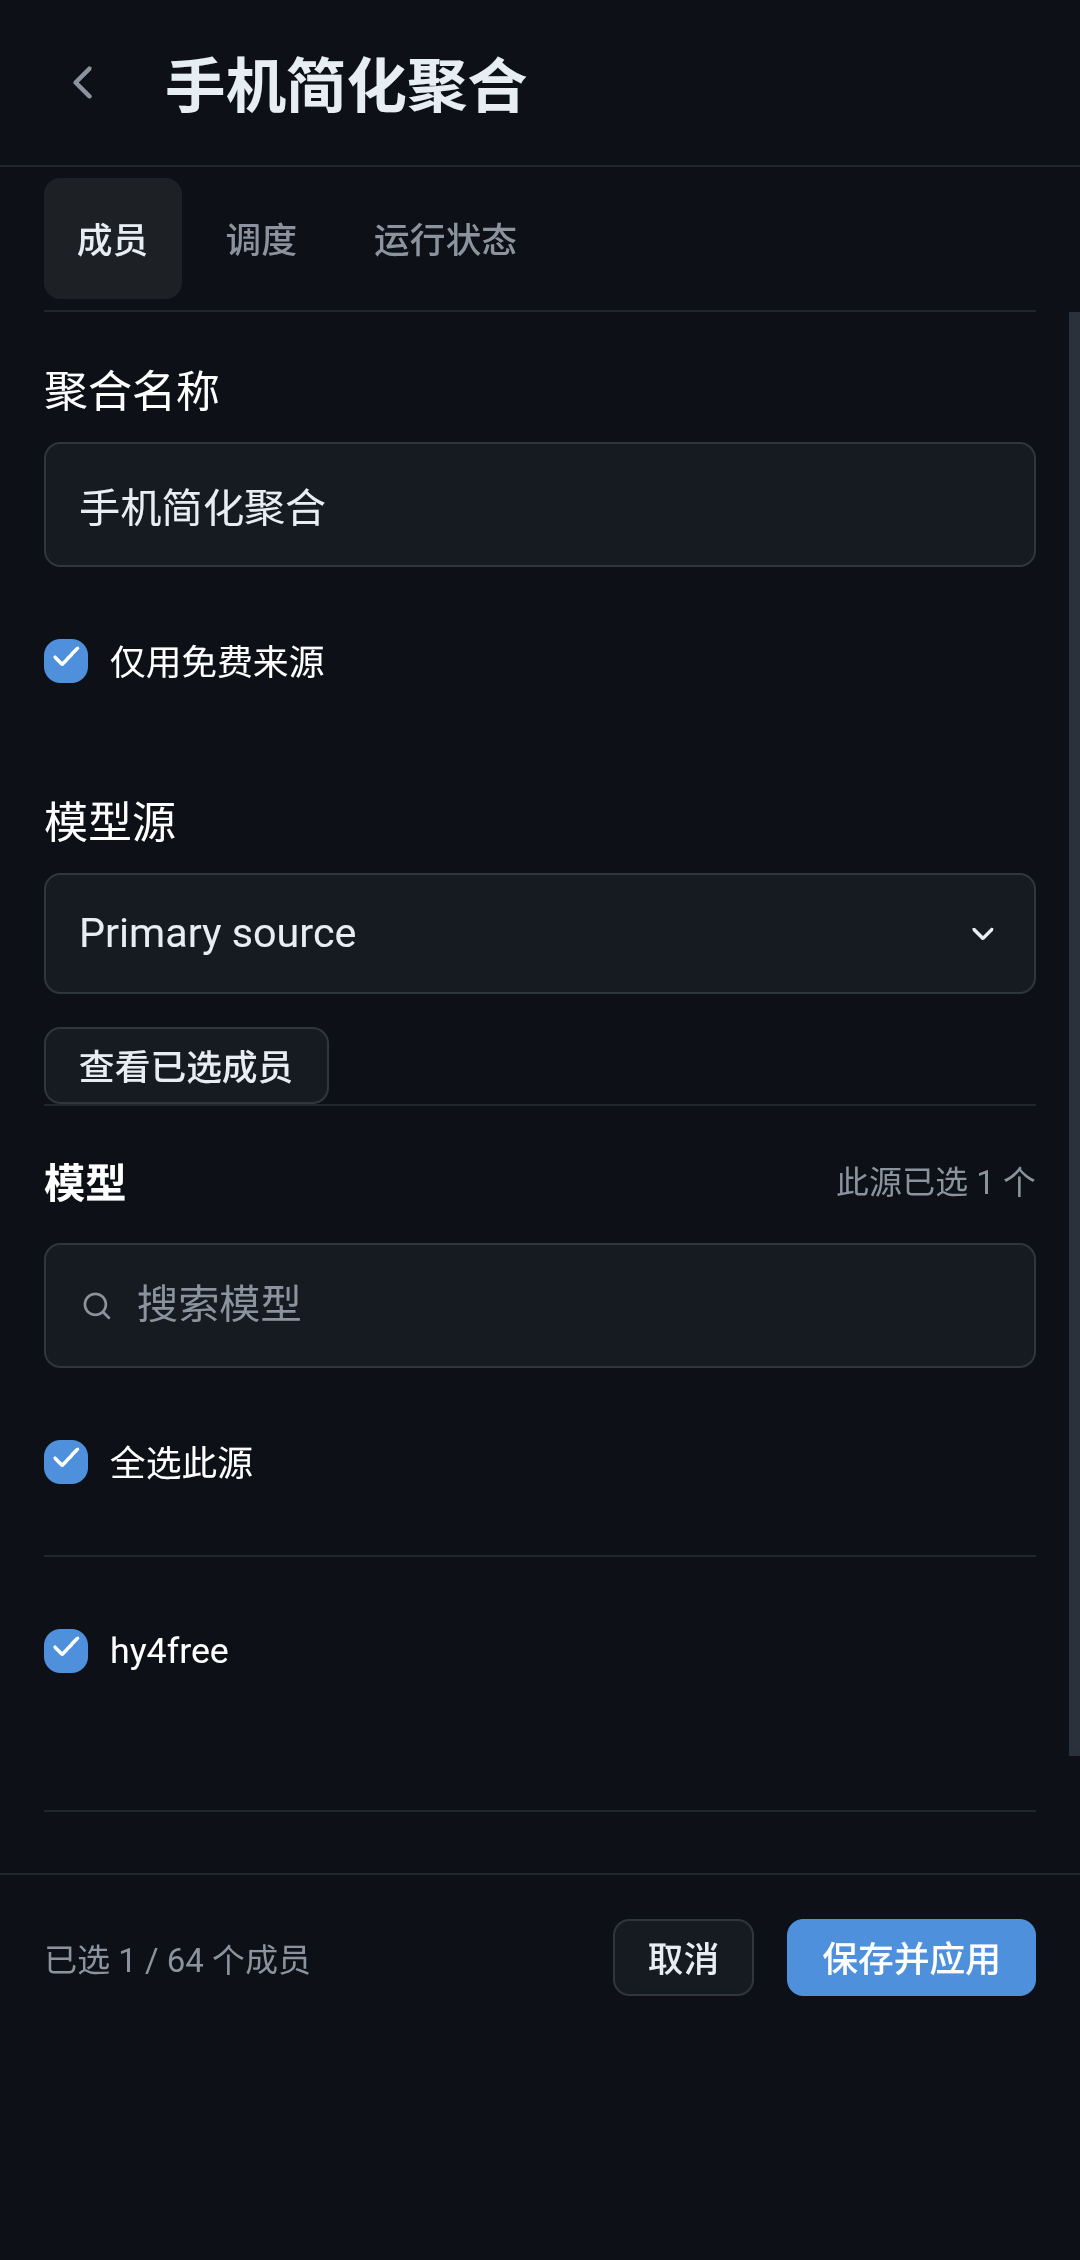 手机简化聚合
成员 调度 运行状态
聚合名称
手机简化聚合
仅用免费来源
模型源
Primary source
查看已选成员
模型 此源已选 1 个
搜索模型
全选此源
hy4free
已选 1 / 64 个成员 取消 保存并应用